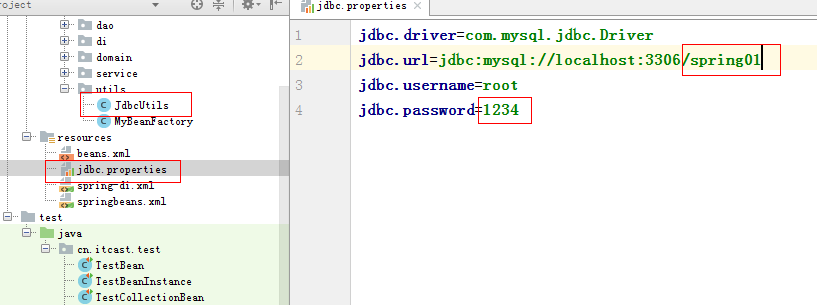 roject
dao
di
domain
service
utils
JdbcUtils
MyBeanFactory
resources
beans.xml
jdbc.properties
spring-di.xml
springbeans.xml
test
java
cn.itcast.test
TestBean
TestBeanInstance
TestCollectionBean
jdbc.properties
1 jdbc.driver=com.mysql.jdbc.Driver
2 jdbc.url=jdbc:mysql://localhost:3306/spring01
3 jdbc.username=root
4 jdbc.password=1234